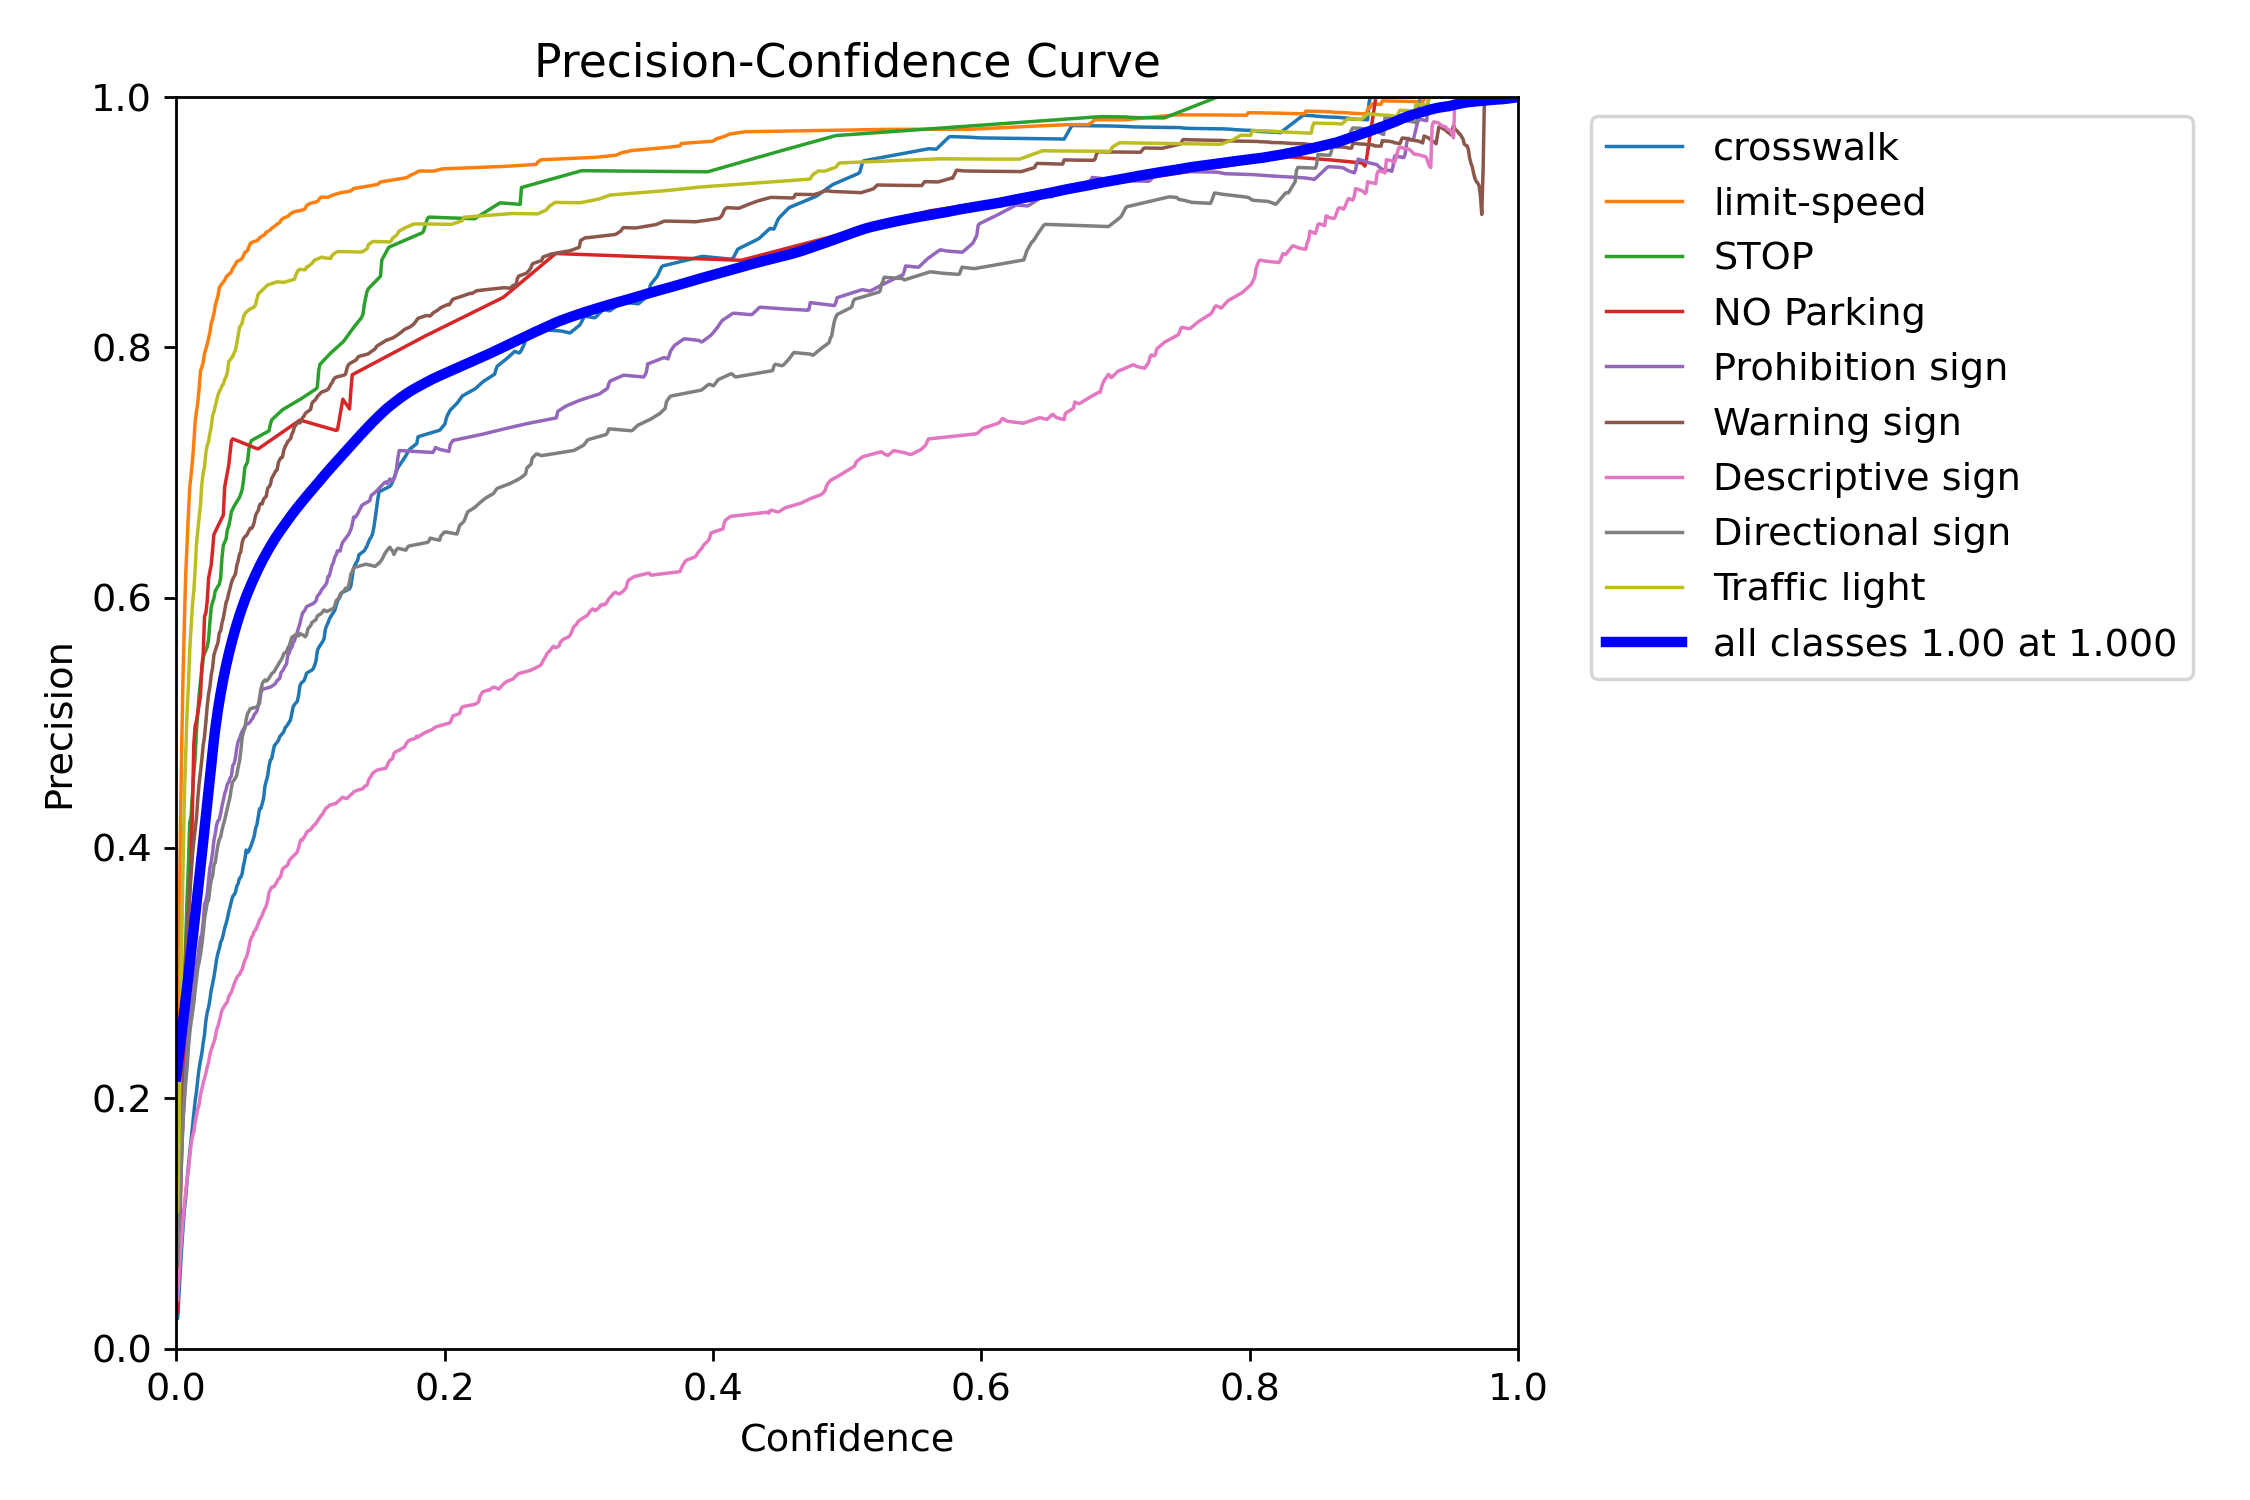 Precision-Confidence Curve
1.0
0.8
0.6
0.4
0.2
0.0
Precision
0.0 0.2 0.4 0.6 0.8 1.0
Confidence
crosswalk
limit-speed
STOP
NO Parking
Prohibition sign
Warning sign
Descriptive sign
Directional sign
Traffic light
all classes 1.00 at 1.000